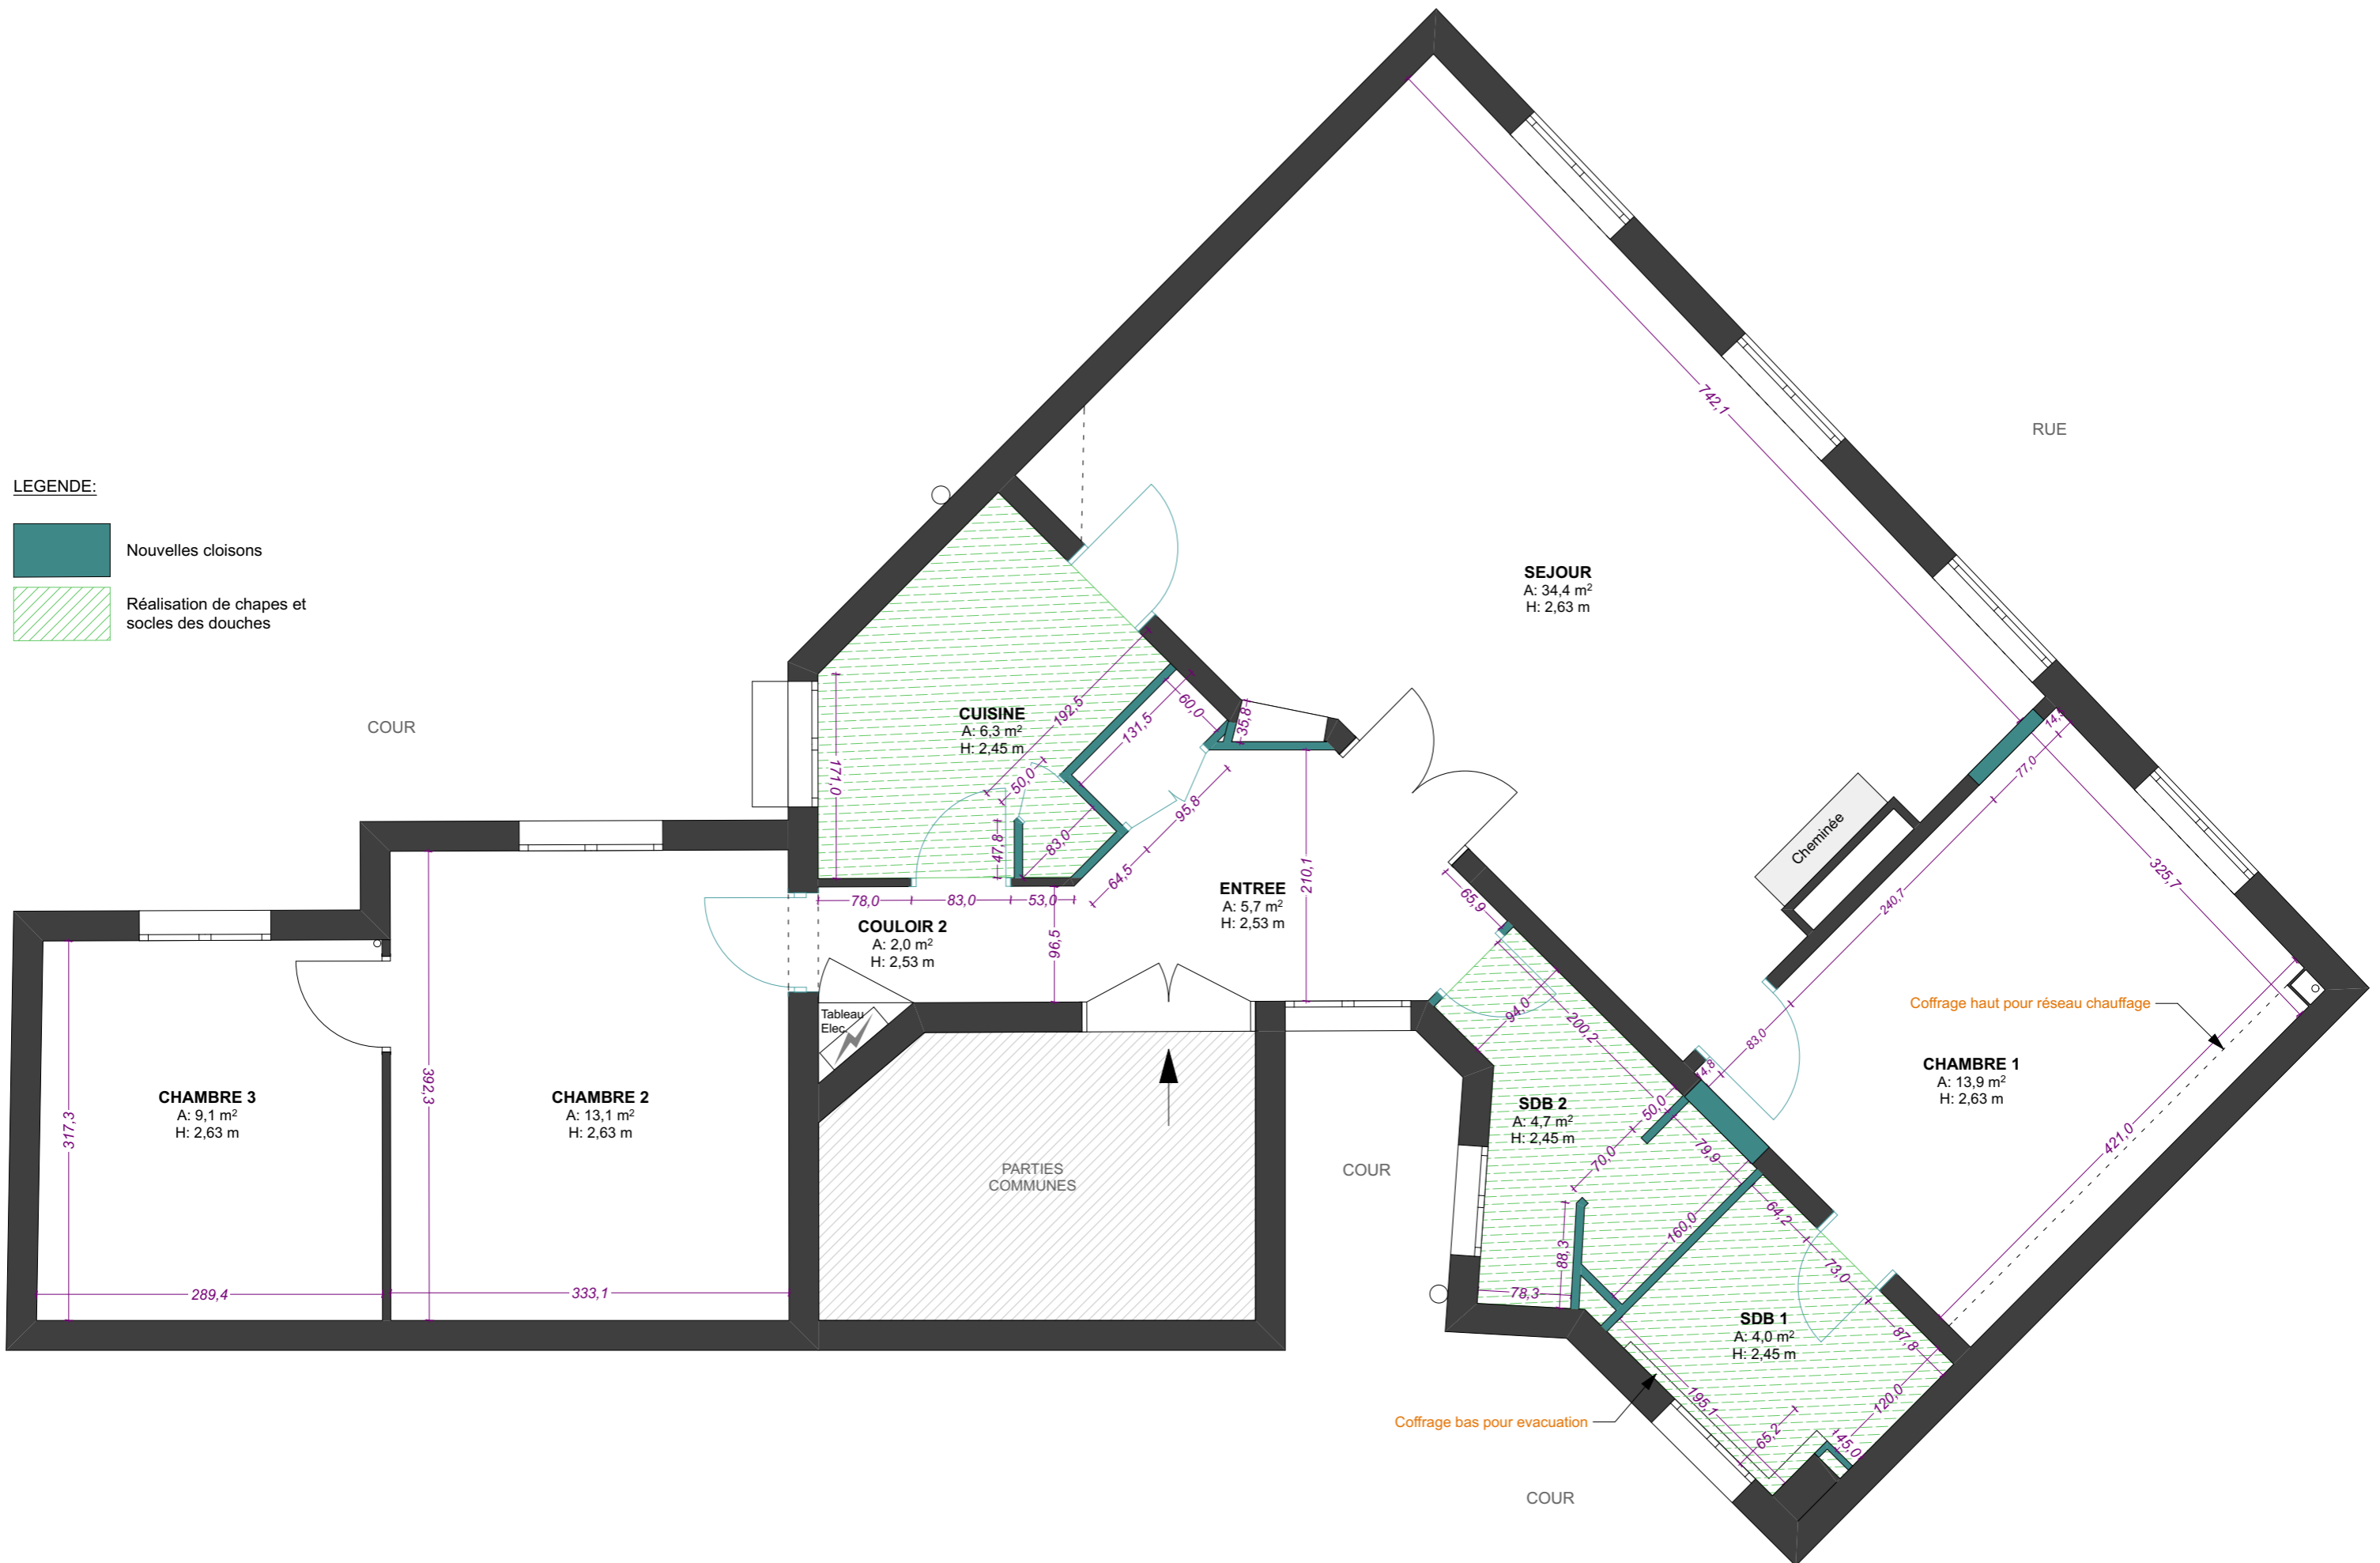 LEGENDE:
Nouvelles cloisons
Réalisation de chapes et
socles des douches
COUR
RUE
SEJOUR
A: 34,4 m²
H: 2,63 m
742,1
CUISINE
A: 6,3 m²
H: 2,45 m
192,5
131,5
60,0
35,8
171,0
50,0
47,8
83,0
95,8
64,5
78,0
83,0
53,0
COULOIR 2
A: 2,0 m²
H: 2,53 m
96,5
ENTREE
A: 5,7 m²
H: 2,53 m
210,1
Tableau
Elec.
PARTIES
COMMUNES
CHAMBRE 3
A: 9,1 m²
H: 2,63 m
317,3
289,4
CHAMBRE 2
A: 13,1 m²
H: 2,63 m
392,3
333,1
Cheminée
77,0
240,7
325,7
83,0
14,8
CHAMBRE 1
A: 13,9 m²
H: 2,63 m
421,0
Coffrage haut pour réseau chauffage
65,9
94,0
200,2
SDB 2
A: 4,7 m²
H: 2,45 m
50,0
70,0
79,9
160,0
64,2
88,3
78,3
73,0
87,8
SDB 1
A: 4,0 m²
H: 2,45 m
195,1
120,0
65,2
45,0
Coffrage bas pour evacuation
COUR
COUR